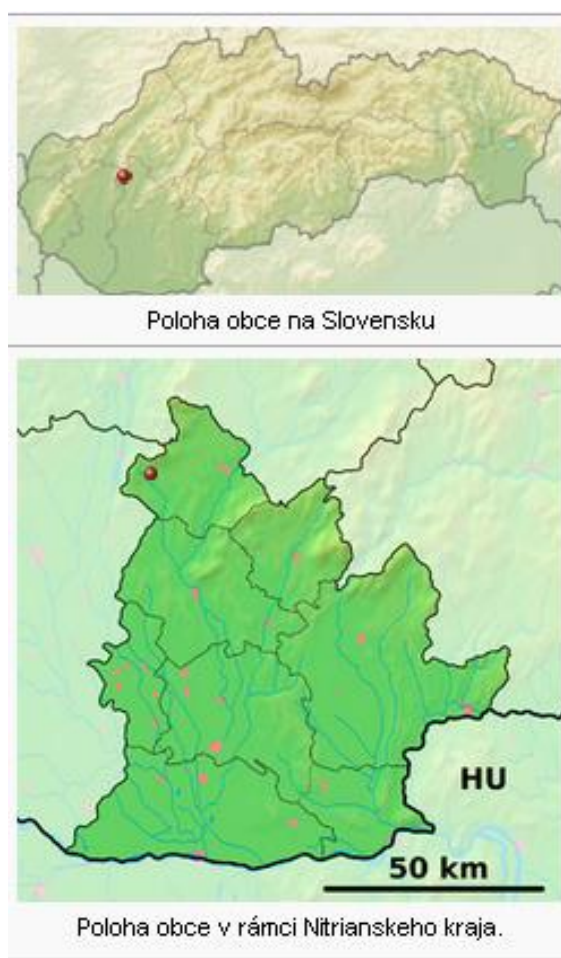 Poloha obce na Slovensku
HU
50 km
Poloha obce v rámci Nitrianskeho kraja.